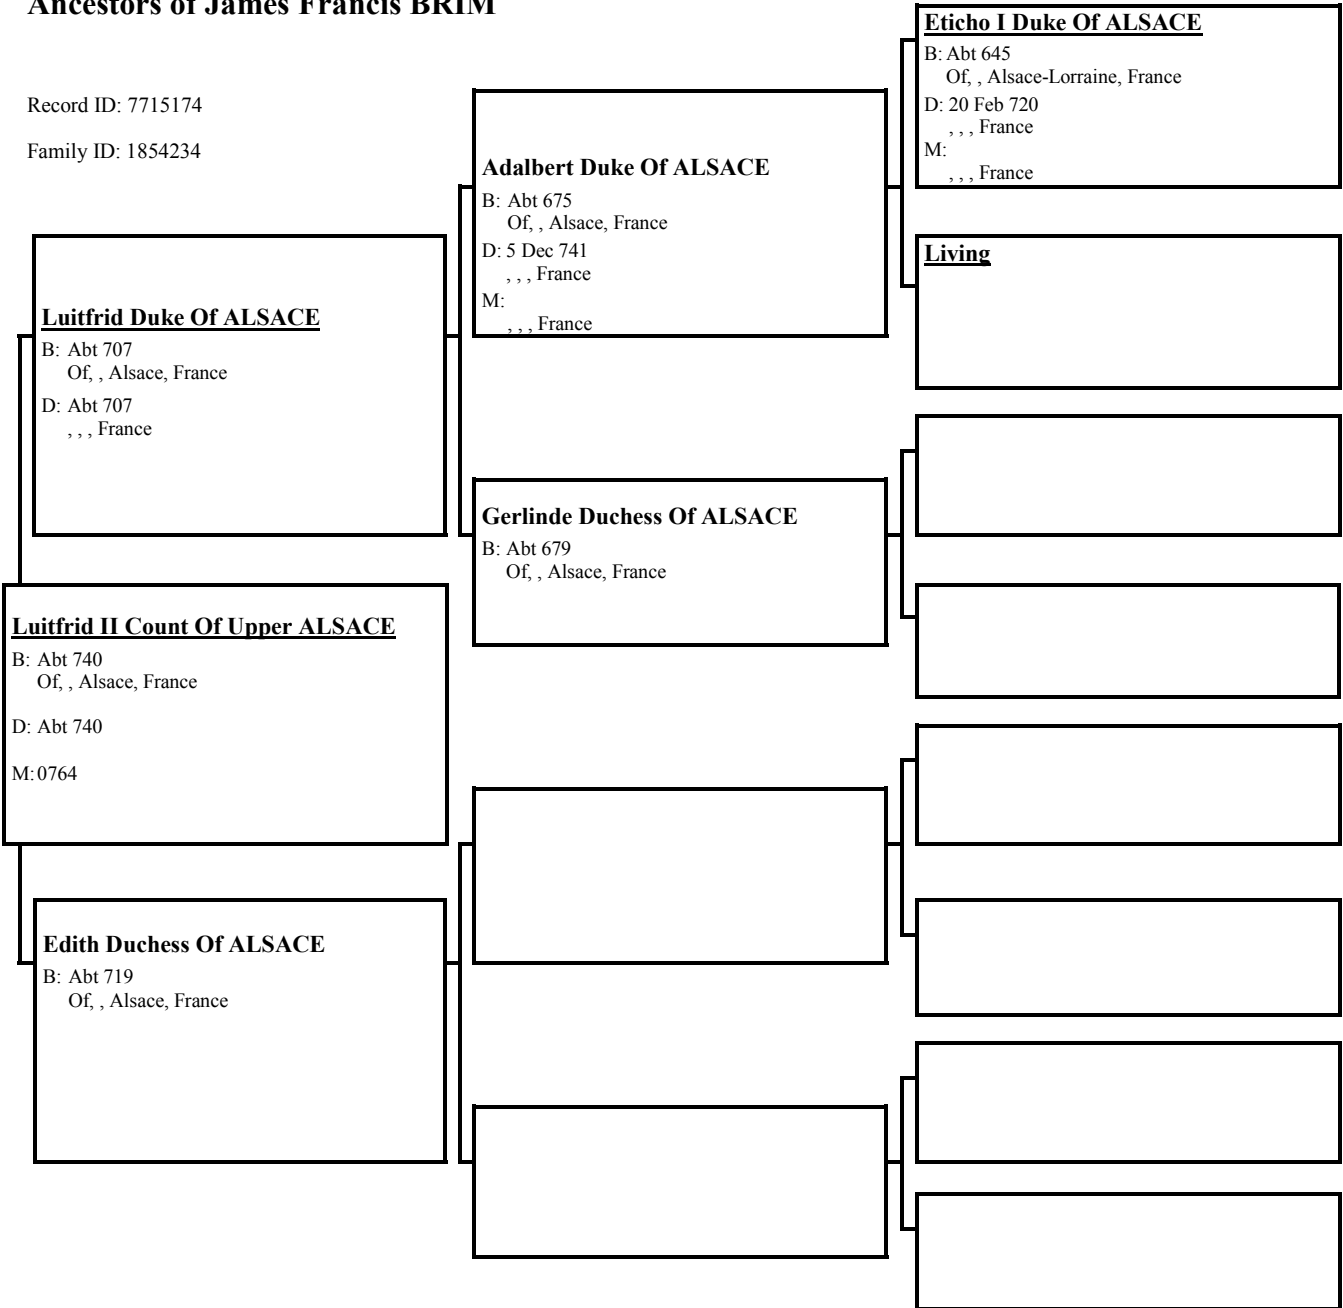 Ancestors of James Francis BRIM
Record ID: 7715174
Family ID: 1854234
Eticho I Duke Of ALSACE
B: Abt 645
Of, , Alsace-Lorraine, France
D: 20 Feb 720
, , , France
M:
, , , France
Adalbert Duke Of ALSACE
B: Abt 675
Of, , Alsace, France
D: 5 Dec 741
, , , France
M:
, , , France
Living
Luitfrid Duke Of ALSACE
B: Abt 707
Of, , Alsace, France
D: Abt 707
, , , France
Gerlinde Duchess Of ALSACE
B: Abt 679
Of, , Alsace, France
Luitfrid II Count Of Upper ALSACE
B: Abt 740
Of, , Alsace, France
D: Abt 740
M: 0764
Edith Duchess Of ALSACE
B: Abt 719
Of, , Alsace, France